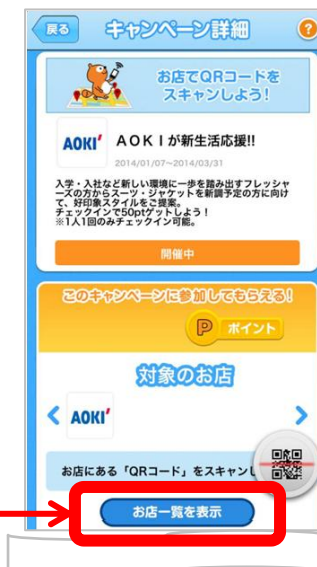 戻る キャンペーン詳細 ?
お店でQRコードを
スキャンしよう!
AOKI' AOKIが新生活応援!!
2014/01/07~2014/03/31
入学・入社など新しい環境に一歩を踏み出すフレッシャ
ーズの方からスーツ・ジャケットを新調予定の方に向け
て、好印象スタイルをご提案。
チェックインで50ptゲットしよう!
※1人1回のみチェックイン可能。
開催中
このキャンペーンに参加してもらえる!
P ポイント
対象のお店
AOKI'
お店にある「QRコード」をスキャン
お店一覧を表示